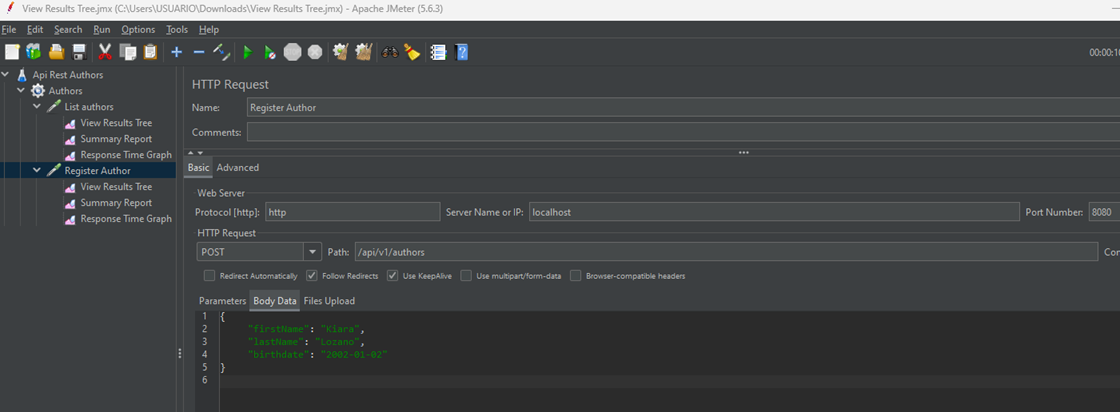 View Results Tree.jmx (C:\Users\USUARIO\Downloads\View Results Tree.jmx) - Apache JMeter (5.6.3)
File Edit Search Run Options Tools Help
00:00:10
Api Rest Authors
Authors
List authors
View Results Tree
Summary Report
Response Time Graph
Register Author
View Results Tree
Summary Report
Response Time Graph
HTTP Request
Name: Register Author
Comments:
Basic Advanced
Web Server
Protocol [http]: http Server Name or IP: localhost Port Number: 8080
HTTP Request
POST Path: /api/v1/authors Con
Redirect Automatically Follow Redirects Use KeepAlive Use multipart/form-data Browser-compatible headers
Parameters Body Data Files Upload
1 {
2 "firstName": "Kiara",
3 "lastName": "Lozano",
4 "birthdate": "2002-01-02"
5 }
6